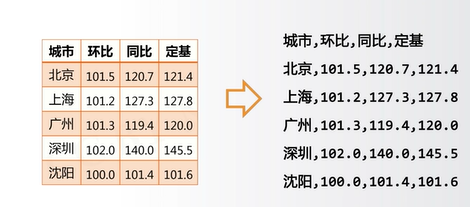 城市 环比 同比 定基
北京 101.5 120.7 121.4
上海 101.2 127.3 127.8
广州 101.3 119.4 120.0
深圳 102.0 140.0 145.5
沈阳 100.0 101.4 101.6
城市,环比,同比,定基
北京,101.5,120.7,121.4
上海,101.2,127.3,127.8
广州,101.3,119.4,120.0
深圳,102.0,140.0,145.5
沈阳,100.0,101.4,101.6